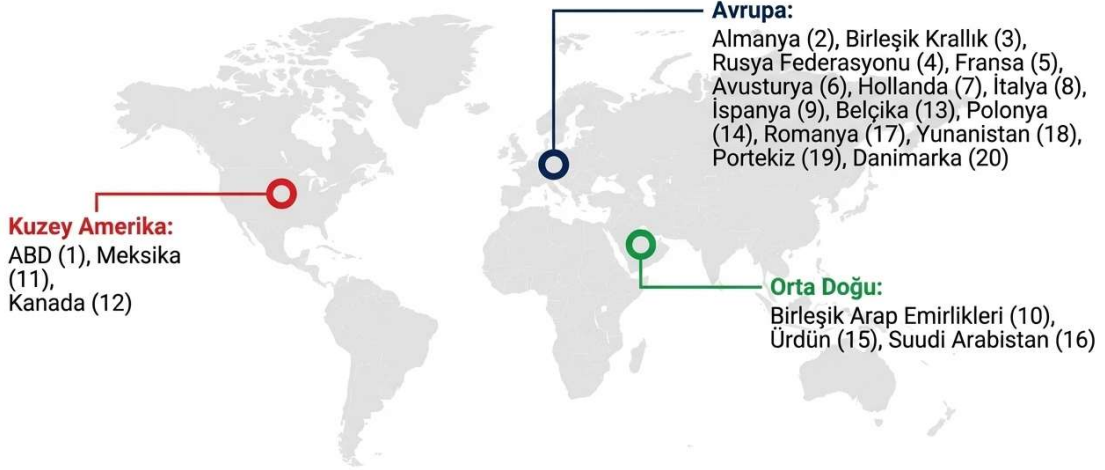 Avrupa:
Almanya (2), Birleşik Krallık (3),
Rusya Federasyonu (4), Fransa (5),
Avusturya (6), Hollanda (7), İtalya (8),
İspanya (9), Belçika (13), Polonya
(14), Romanya (17), Yunanistan (18),
Portekiz (19), Danimarka (20)
Kuzey Amerika:
ABD (1), Meksika
(11),
Kanada (12)
Orta Doğu:
Birleşik Arap Emirlikleri (10),
Ürdün (15), Suudi Arabistan (16)